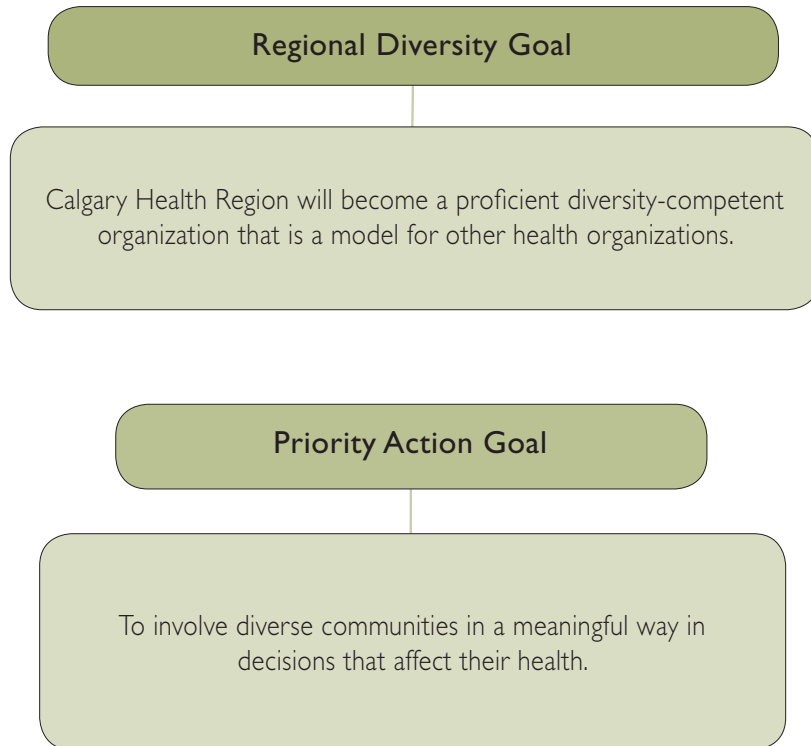 Regional Diversity Goal
Calgary Health Region will become a proficient diversity-competent
organization that is a model for other health organizations.
Priority Action Goal
To involve diverse communities in a meaningful way in
decisions that affect their health.